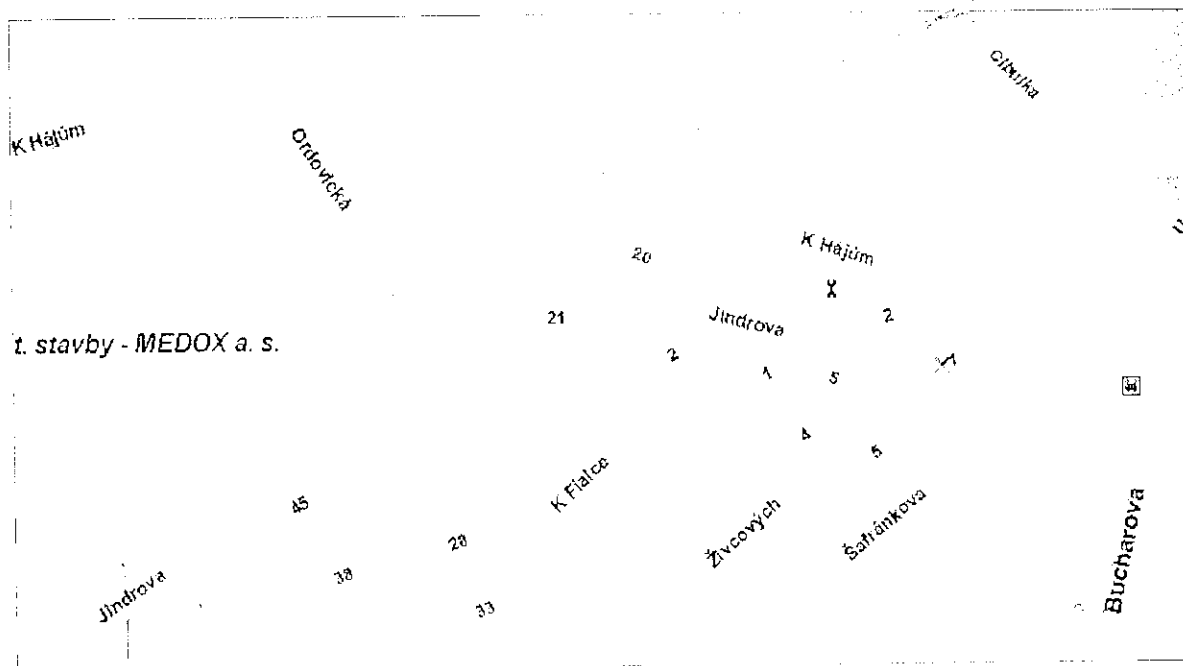 Cibulka
K Hájům
Ordovická
K Hájům
20
21
Jindrova
2
t. stavby - MEDOX a. s.
2
1
5
4
5
K Fialce
45
Živcových
Šafránkova
Bucharova
28
38
Jindrova
33